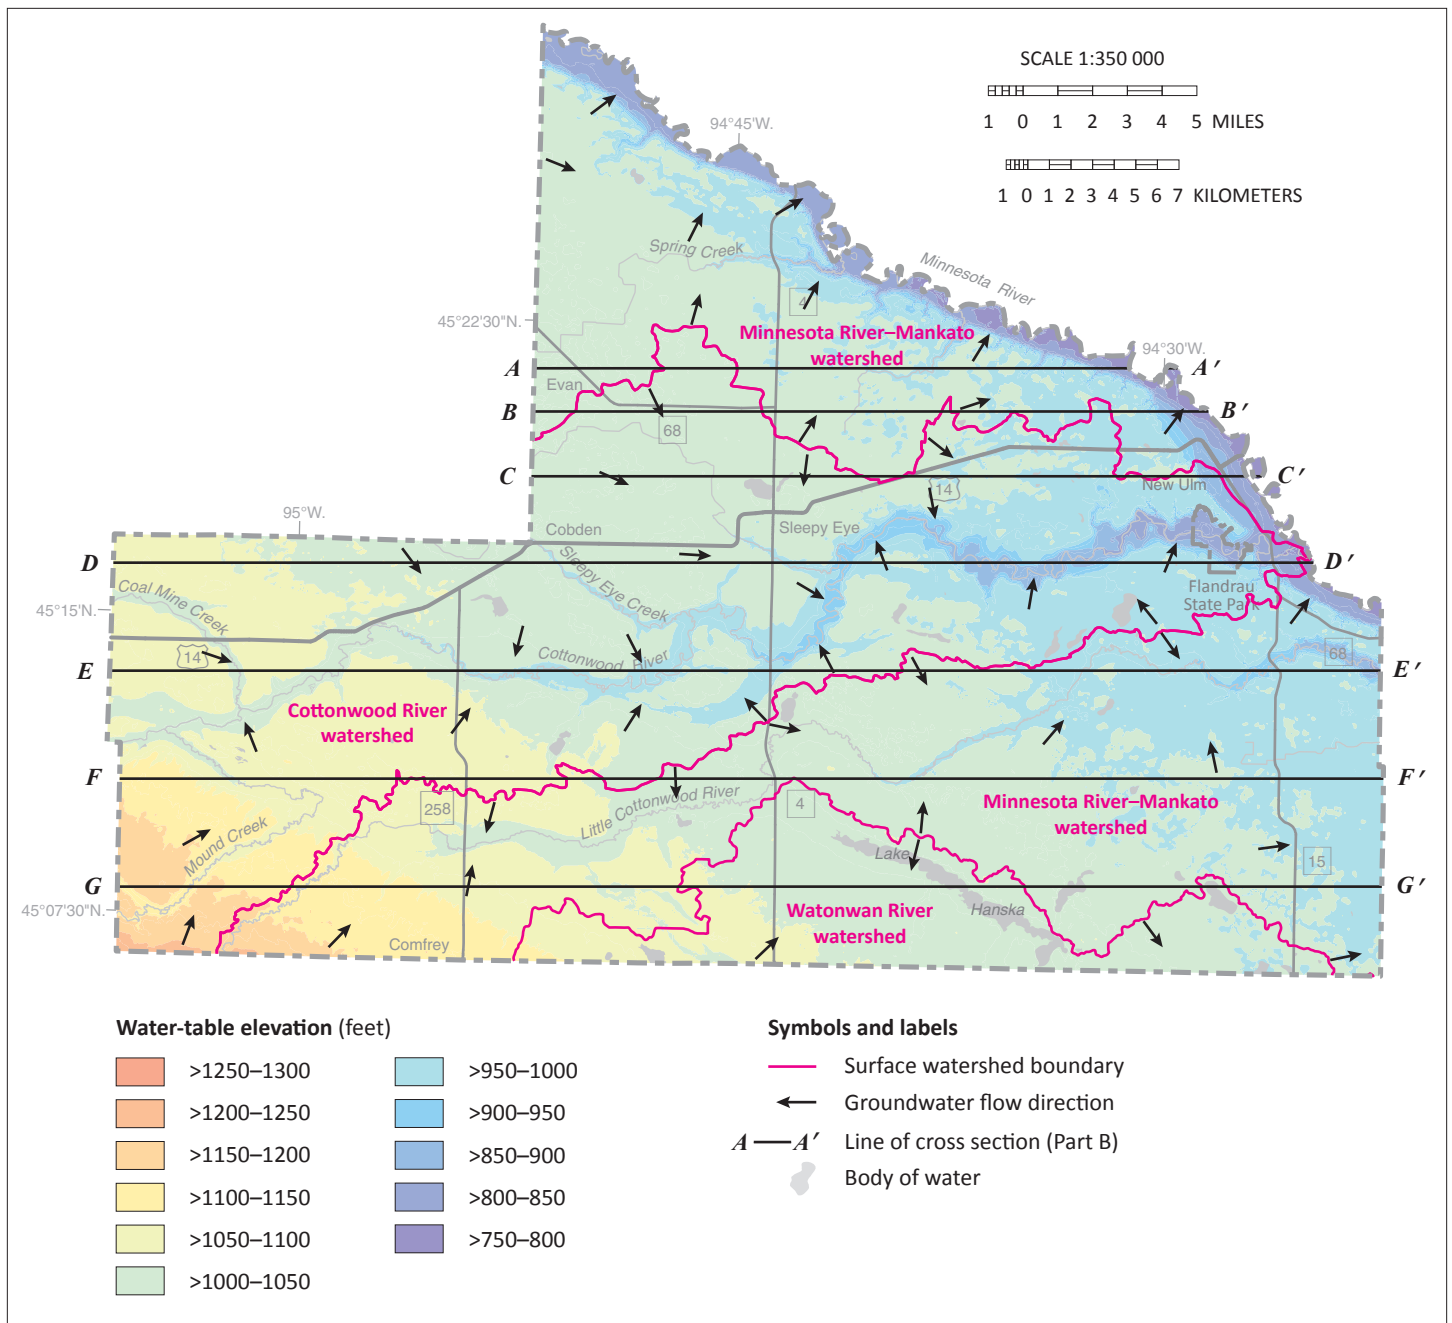 SCALE 1:350 000
1 0 1 2 3 4 5 MILES
1 0 1 2 3 4 5 6 7 KILOMETERS
94°45'W.
Spring Creek
Minnesota River
4
45°22'30"N.
Minnesota River–Mankato
watershed
94°30'W.
A
A′
Evan
B
B′
68
C
C′
14
New Ulm
95°W.
Cobden
Sleepy Eye
D
D′
Coal Mine Creek
Sleepy Eye Creek
Flandrau
State Park
45°15'N.
14
Cottonwood River
68
E
E′
Cottonwood River
watershed
F
F′
258
Little Cottonwood River
4
Minnesota River–Mankato
watershed
Mound Creek
Lake
15
G
G′
45°07'30"N.
Hanska
Watonwan River
watershed
Comfrey
Water-table elevation (feet)
>1250–1300
>1200–1250
>1150–1200
>1100–1150
>1050–1100
>1000–1050
>950–1000
>900–950
>850–900
>800–850
>750–800
Symbols and labels
Surface watershed boundary
Groundwater flow direction
A A′ Line of cross section (Part B)
Body of water